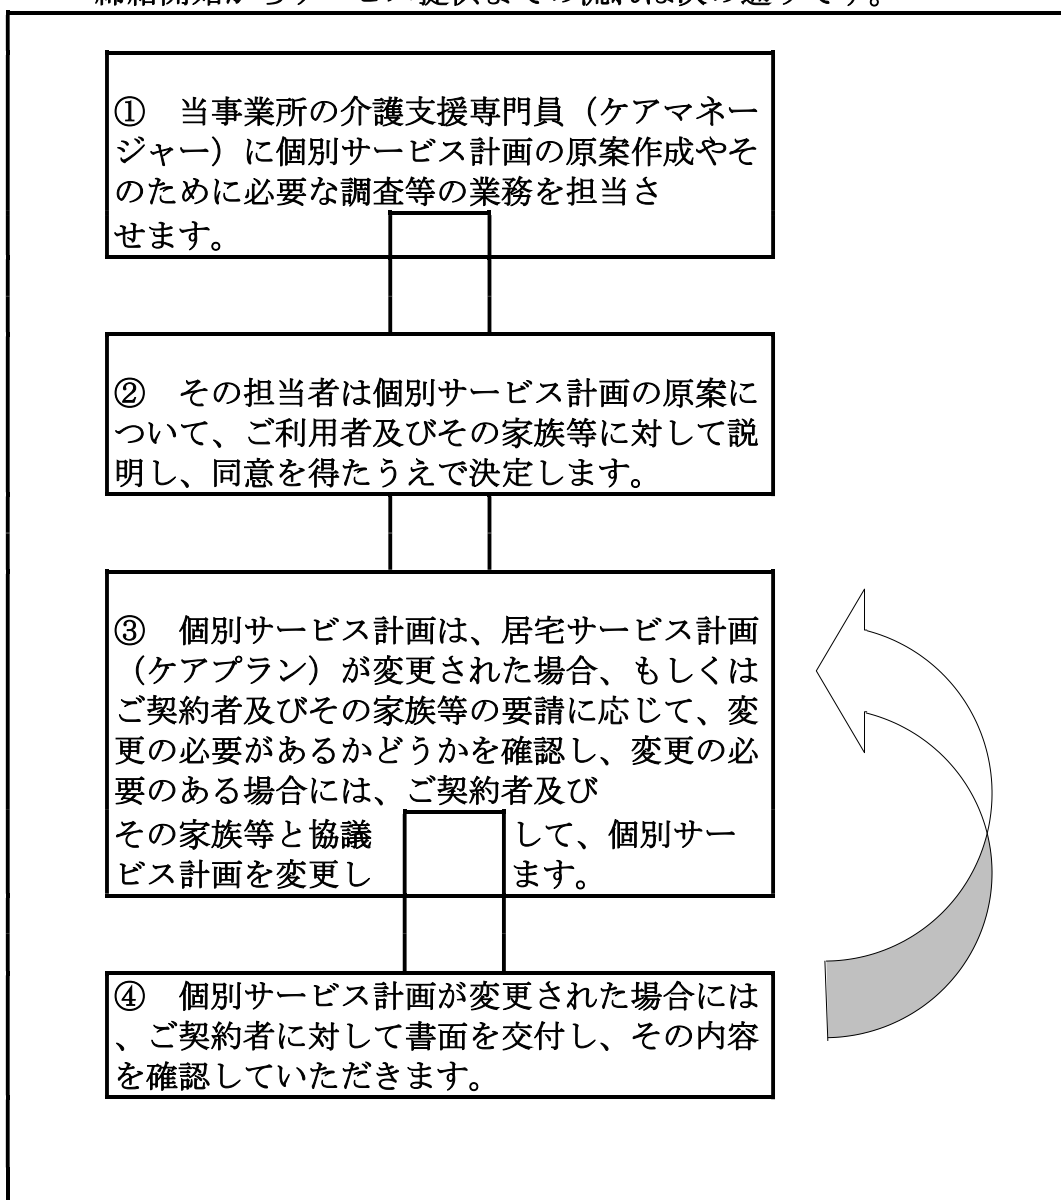 ①　当事業所の介護支援専門員（ケアマネー
ジャー）に個別サービス計画の原案作成やそ
のために必要な調査等の業務を担当さ
せます。
②　その担当者は個別サービス計画の原案に
ついて、ご利用者及びその家族等に対して説
明し、同意を得たうえで決定します。
③　個別サービス計画は、居宅サービス計画
（ケアプラン）が変更された場合、もしくは
ご契約者及びその家族等の要請に応じて、変
更の必要があるかどうかを確認し、変更の必
要のある場合には、ご契約者及び
その家族等と協議　して、個別サー
ビス計画を変更し　ます。
④　個別サービス計画が変更された場合には
、ご契約者に対して書面を交付し、その内容
を確認していただきます。